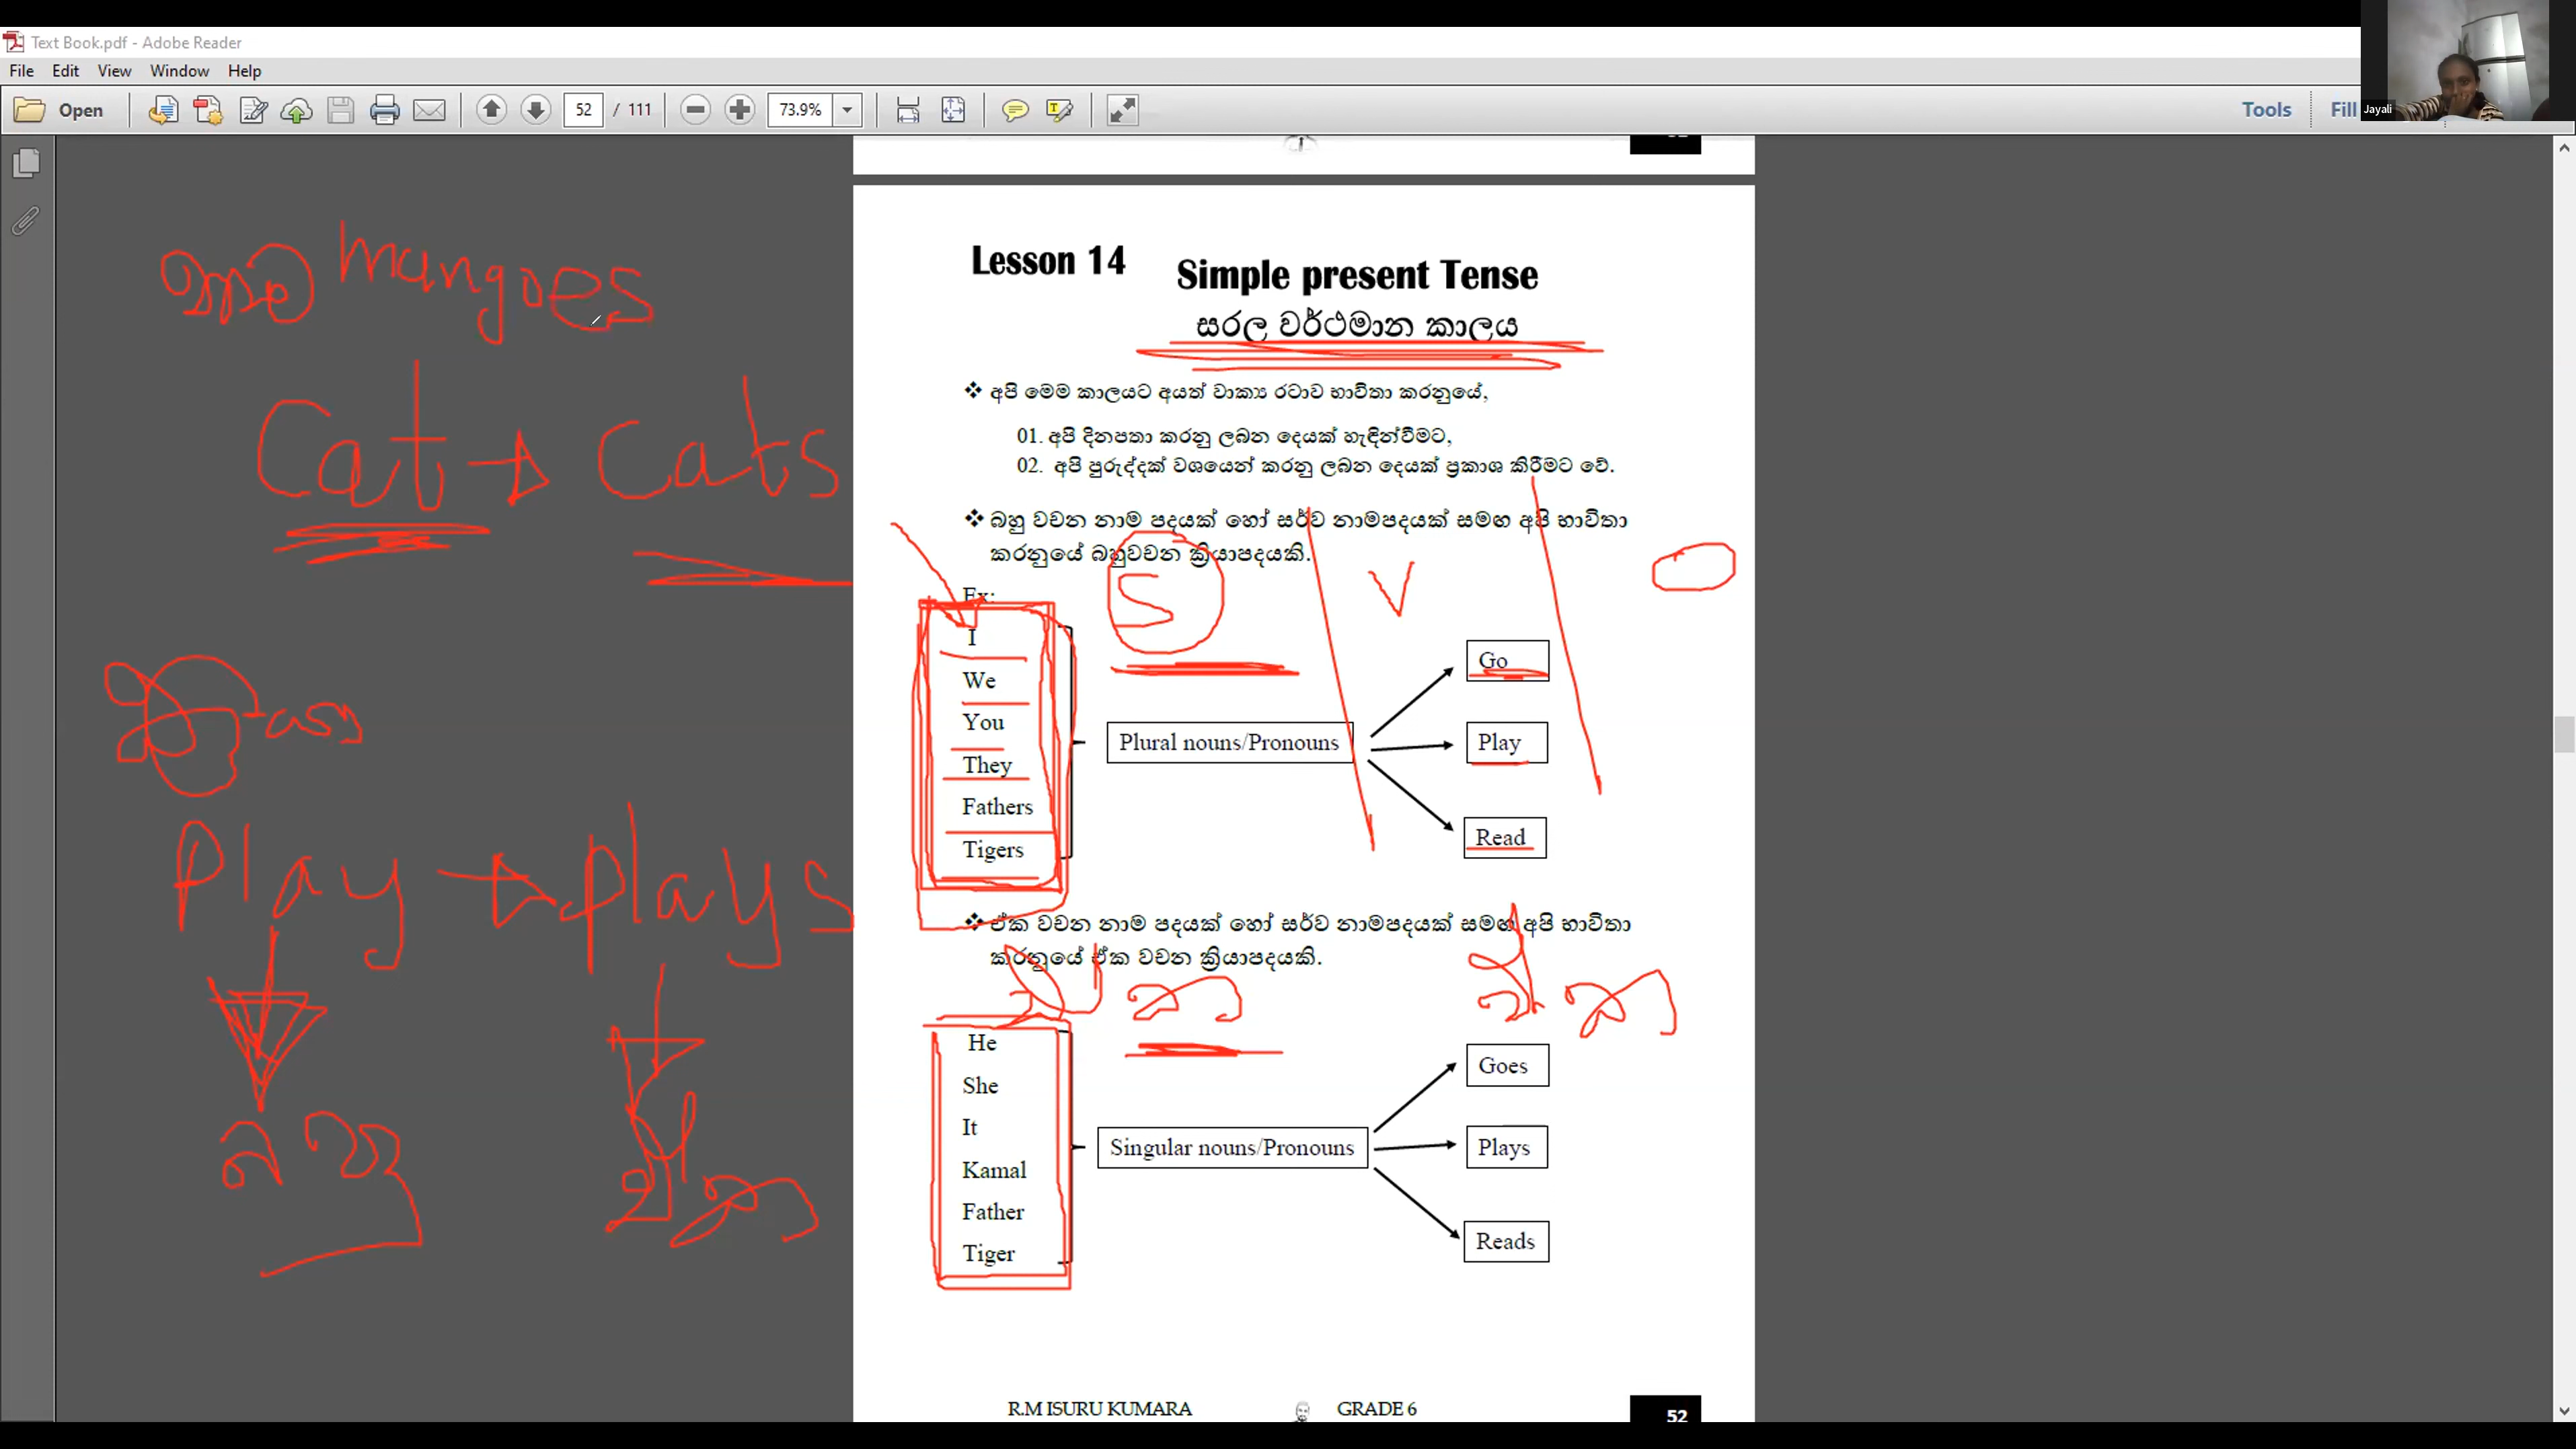 Text Book.pdf - Adobe Reader
File Edit View Window Help
Open 52 / 111 73.9% Tools Fill
Jayali
Lesson 14
Simple present Tense
සරල වර්ථමාන කාලය
❖ අපි මෙම කාලයට අයත් වාක්‍ය රටාව භාවිතා කරනුයේ,
01. අපි දිනපතා කරනු ලබන දෙයක් හැඳින්වීමට,
02. අපි පුරුද්දක් වශයෙන් කරනු ලබන දෙයක් ප්‍රකාශ කිරීමට වේ.
❖ බහු වචන නාම පදයක් හෝ සර්ව නාමපදයක් සමඟ අපි භාවිතා
කරනුයේ බහුවචන ක්‍රියාපදයකි.
Ex:
S V
I
We
You
They
Fathers
Tigers
Plural nouns/Pronouns
Go
Play
Read
❖ ඒක වචන නාම පදයක් හෝ සර්ව නාමපදයක් සමඟ අපි භාවිතා
කරනුයේ ඒක වචන ක්‍රියාපදයකි.
He
She
It
Kamal
Father
Tiger
Singular nouns/Pronouns
Goes
Plays
Reads
R.M ISURU KUMARA GRADE 6 52
mangoes
Cat → Cats
Play → plays